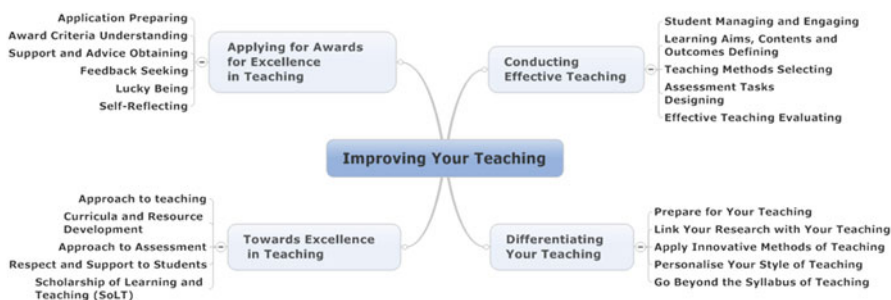 Application Preparing
Award Criteria Understanding
Support and Advice Obtaining
Feedback Seeking
Lucky Being
Self-Reflecting
Applying for Awards
for Excellence
in Teaching
Conducting
Effective Teaching
Student Managing and Engaging
Learning Aims, Contents and
Outcomes Defining
Teaching Methods Selecting
Assessment Tasks
Designing
Effective Teaching Evaluating
Improving Your Teaching
Approach to teaching
Curricula and Resource
Development
Approach to Assessment
Respect and Support to Students
Scholarship of Learning and
Teaching (SoLT)
Towards Excellence
in Teaching
Differentiating
Your Teaching
Prepare for Your Teaching
Link Your Research with Your Teaching
Apply Innovative Methods of Teaching
Personalise Your Style of Teaching
Go Beyond the Syllabus of Teaching